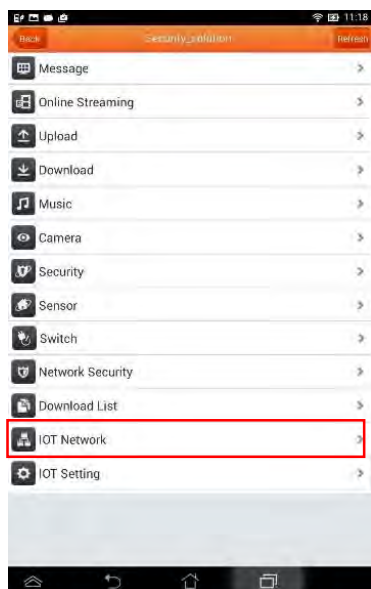 11:18
Back Security_solution Refresh
Message
Online Streaming
Upload
Download
Music
Camera
Security
Sensor
Switch
Network Security
Download List
IOT Network
IOT Setting